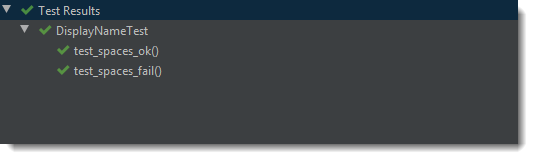 Test Results
DisplayNameTest
test_spaces_ok()
test_spaces_fail()